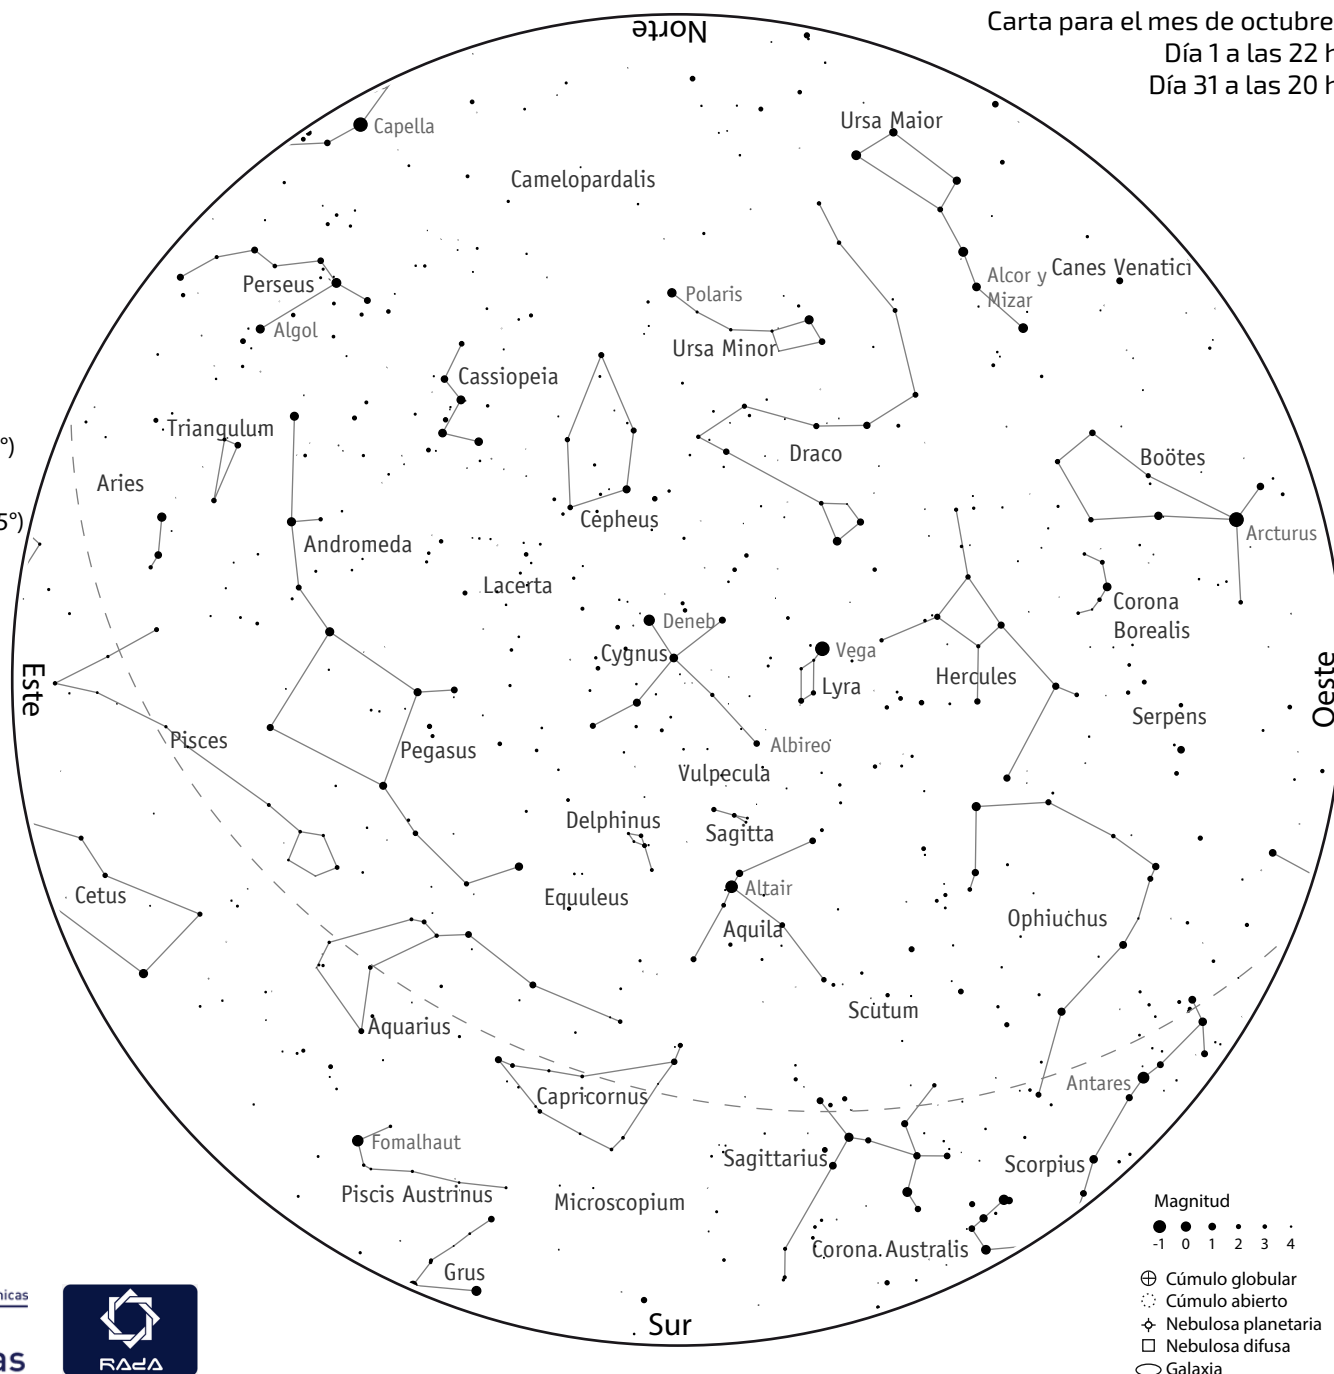 Carta para el mes de octubre
Día 1 a las 22 h
Día 31 a las 20 h
Norte
Capella
Ursa Maior
Camelopardalis
Perseus
Algol
Polaris
Ursa Minor
Alcor y
Mizar
Canes Venatici
Cassiopeia
Triangulum
Aries
°)
5°)
Andromeda
Cepheus
Draco
Boötes
Arcturus
Lacerta
Corona
Borealis
Deneb
Cygnus
Vega
Lyra
Hercules
Este
Oeste
Serpens
Pisces
Pegasus
Albireo
Vulpecula
Delphinus
Sagitta
Cetus
Equuleus
Altair
Aquila
Ophiuchus
Aquarius
Scutum
Capricornus
Antares
Fomalhaut
Piscis Austrinus
Microscopium
Sagittarius
Scorpius
Corona Australis
Grus
Sur
Magnitud
-1 0 1 2 3 4
Cúmulo globular
Cúmulo abierto
Nebulosa planetaria
Nebulosa difusa
Galaxia
nicas
as
RAdA